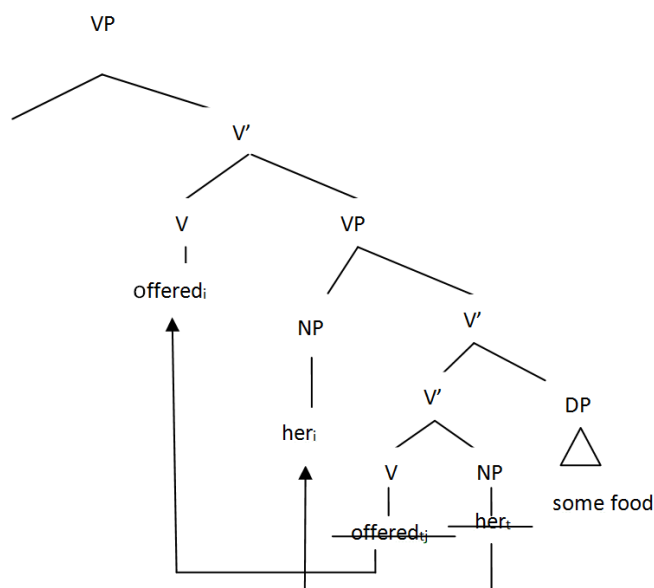 VP
V’
V VP
offeredᵢ
NP V’
V’ DP
herᵢ
V NP
some food
offeredₜⱼ herₜ